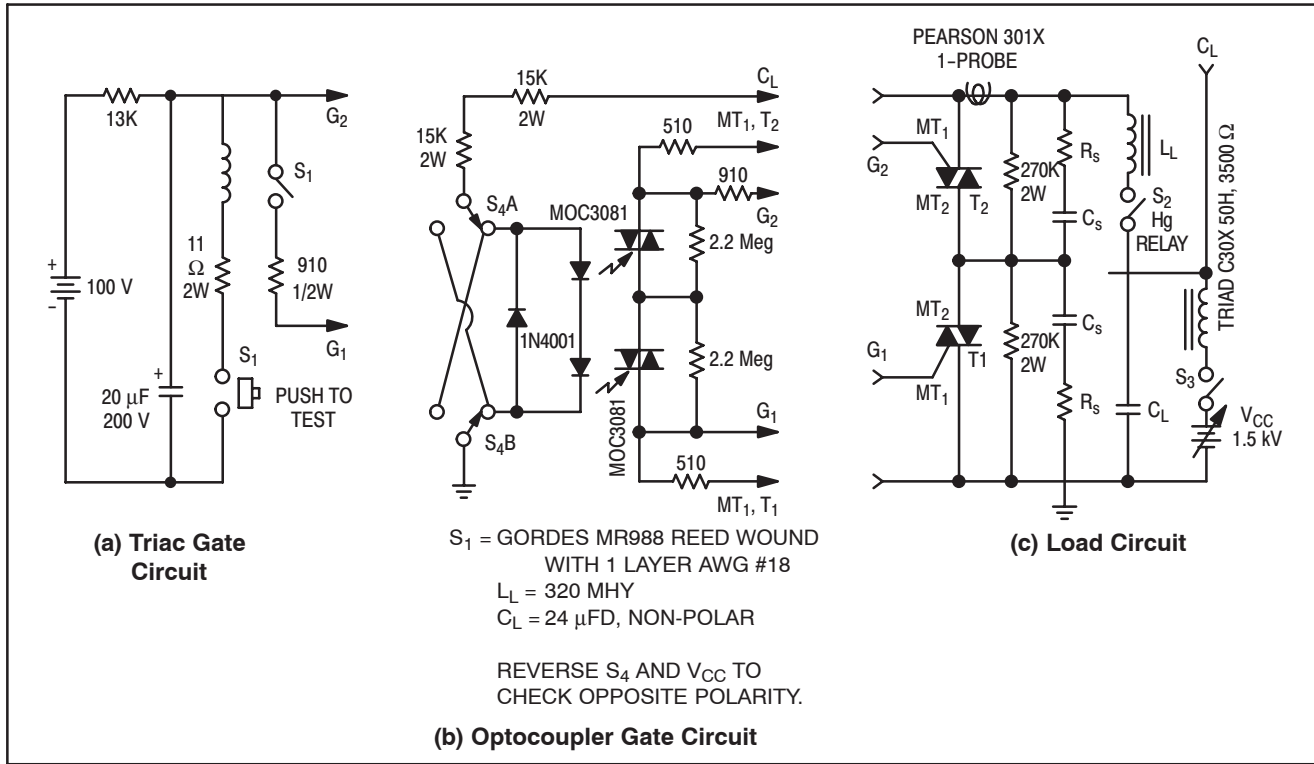 13K
G2
S1
11
Ω
2W
910
1/2W
G1
+
100 V
–
+
20 μF
200 V
S1
PUSH TO
TEST
(a) Triac Gate
Circuit
15K
2W
CL
MT1, T2
15K
2W
510
S4A
MOC3081
910
G2
2.2 Meg
1N4001
2.2 Meg
MOC3081
G1
S4B
510
MT1, T1
S1 = GORDES MR988 REED WOUND
WITH 1 LAYER AWG #18
LL = 320 MHY
CL = 24 μFD, NON-POLAR
REVERSE S4 AND VCC TO
CHECK OPPOSITE POLARITY.
(b) Optocoupler Gate Circuit
PEARSON 301X
1-PROBE
CL
MT1
G2
MT2
T2
270K
2W
RS
CS
LL
S2
Hg
RELAY
TRIAD C30X 50H, 3500 Ω
MT2
G1
T1
MT1
270K
2W
CS
RS
CL
S3
VCC
1.5 kV
(c) Load Circuit